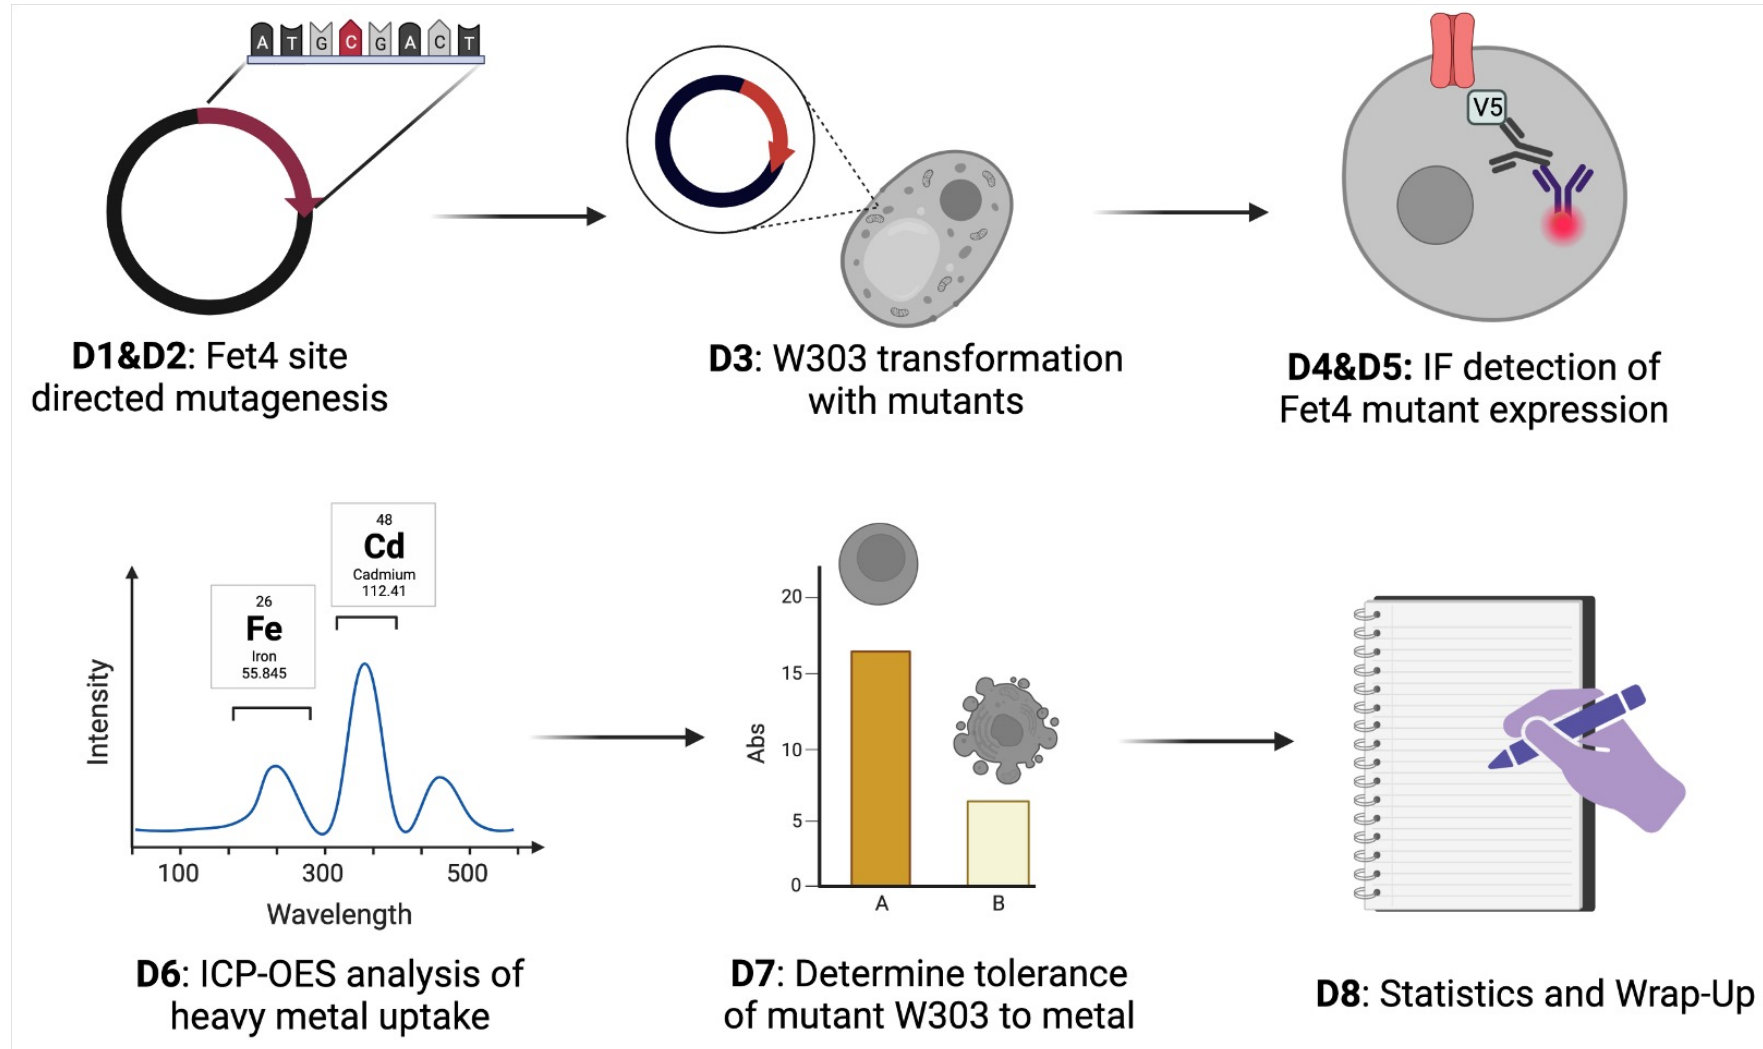 A T G C G A C T
D1&D2: Fet4 site
directed mutagenesis
D3: W303 transformation
with mutants
V5
D4&D5: IF detection of
Fet4 mutant expression
48
Cd
Cadmium
112.41
26
Fe
Iron
55.845
Intensity
100 300 500
Wavelength
D6: ICP-OES analysis of
heavy metal uptake
20
15
10
5
0
Abs
A B
D7: Determine tolerance
of mutant W303 to metal
D8: Statistics and Wrap-Up